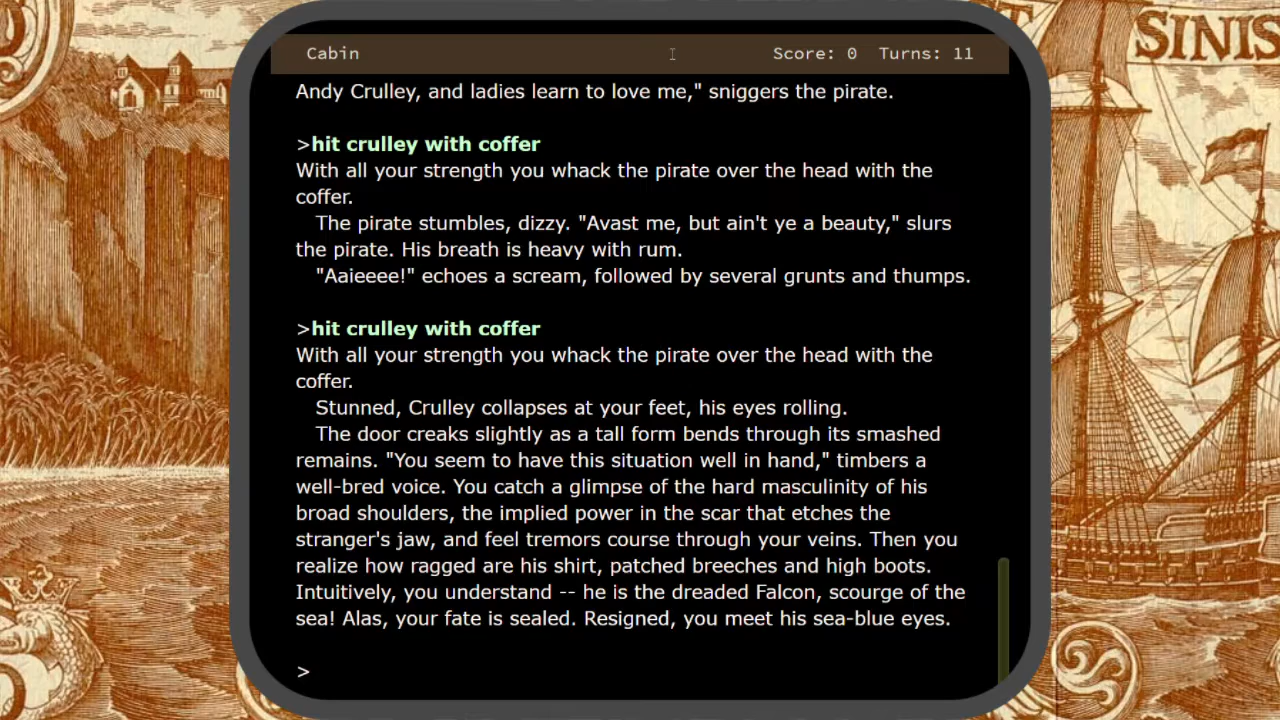 SINIS
Cabin Score: 0 Turns: 11
Andy Crulley, and ladies learn to love me," sniggers the pirate.
>hit crulley with coffer
With all your strength you whack the pirate over the head with the
coffer.
The pirate stumbles, dizzy. "Avast me, but ain't ye a beauty," slurs
the pirate. His breath is heavy with rum.
"Aaieeee!" echoes a scream, followed by several grunts and thumps.
>hit crulley with coffer
With all your strength you whack the pirate over the head with the
coffer.
Stunned, Crulley collapses at your feet, his eyes rolling.
The door creaks slightly as a tall form bends through its smashed
remains. "You seem to have this situation well in hand," timbers a
well-bred voice. You catch a glimpse of the hard masculinity of his
broad shoulders, the implied power in the scar that etches the
stranger's jaw, and feel tremors course through your veins. Then you
realize how ragged are his shirt, patched breeches and high boots.
Intuitively, you understand -- he is the dreaded Falcon, scourge of the
sea! Alas, your fate is sealed. Resigned, you meet his sea-blue eyes.
>